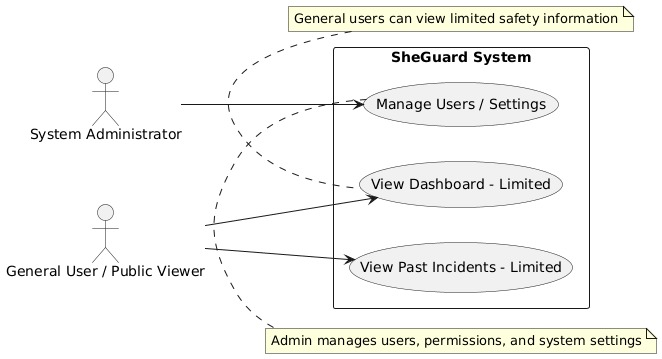 General users can view limited safety information
SheGuard System
Manage Users / Settings
System Administrator
View Dashboard - Limited
General User / Public Viewer
View Past Incidents - Limited
Admin manages users, permissions, and system settings